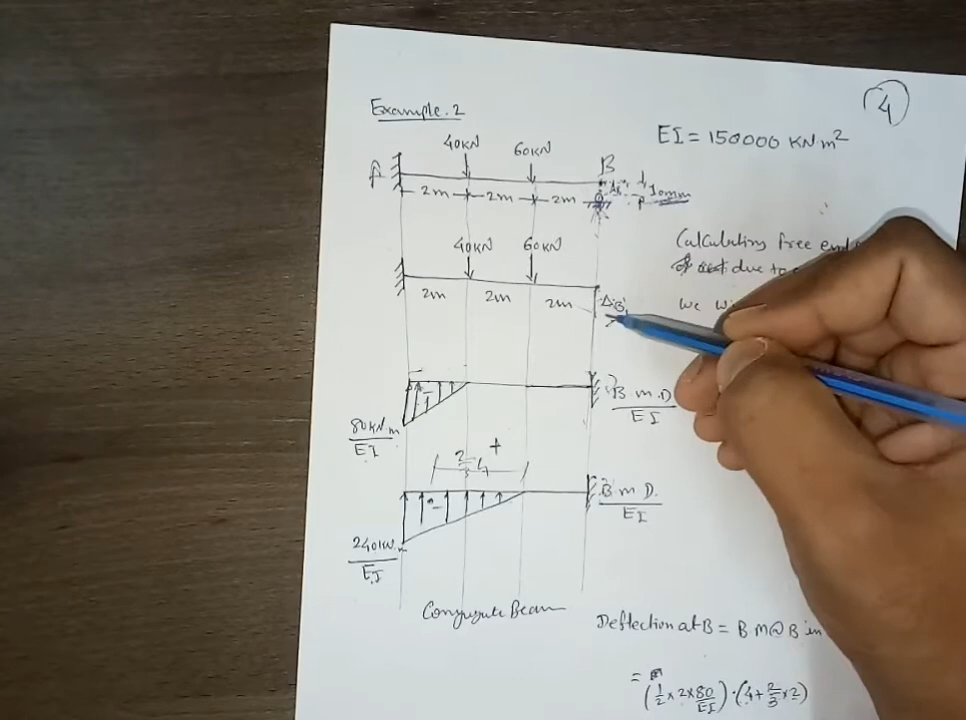 4
Example.2
EI = 150000 KN m²
40KN 60KN B
A
2m 2m 2m 10mm
Calculating free end
due to
40KN 60KN
2m 2m 2m ΔB
We
B.M.D.
EI
80KN m
EI
+
B M D.
EI
240KN.m
EI
Conjugate Beam
Deflection at B = B M @ B in
=
(1/2 × 2 × 80/EI) · (4 + 2/3 × 2)